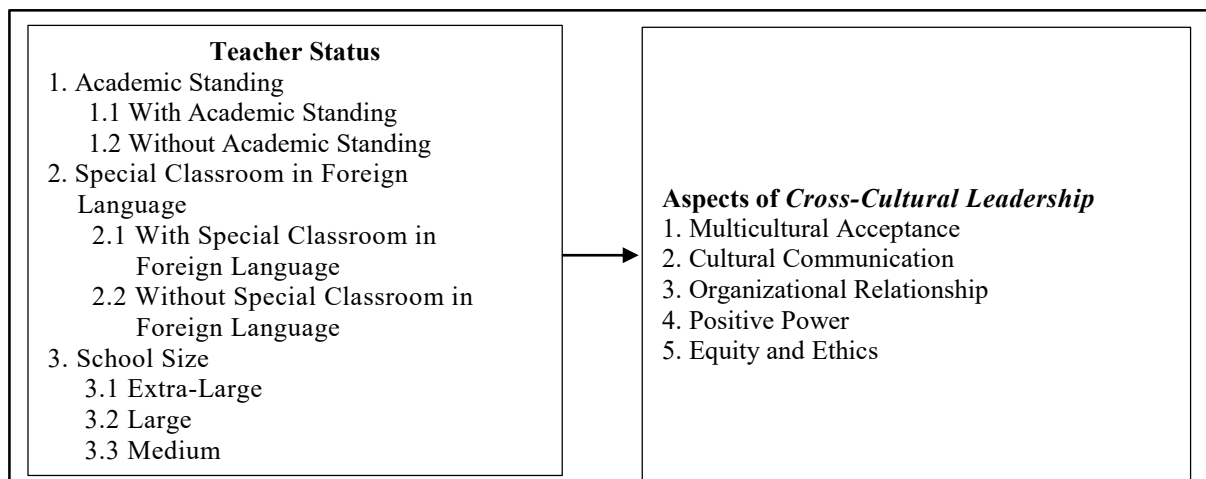 Teacher Status
1. Academic Standing
1.1 With Academic Standing
1.2 Without Academic Standing
2. Special Classroom in Foreign
Language
2.1 With Special Classroom in
Foreign Language
2.2 Without Special Classroom in
Foreign Language
3. School Size
3.1 Extra-Large
3.2 Large
3.3 Medium
Aspects of Cross-Cultural Leadership
1. Multicultural Acceptance
2. Cultural Communication
3. Organizational Relationship
4. Positive Power
5. Equity and Ethics